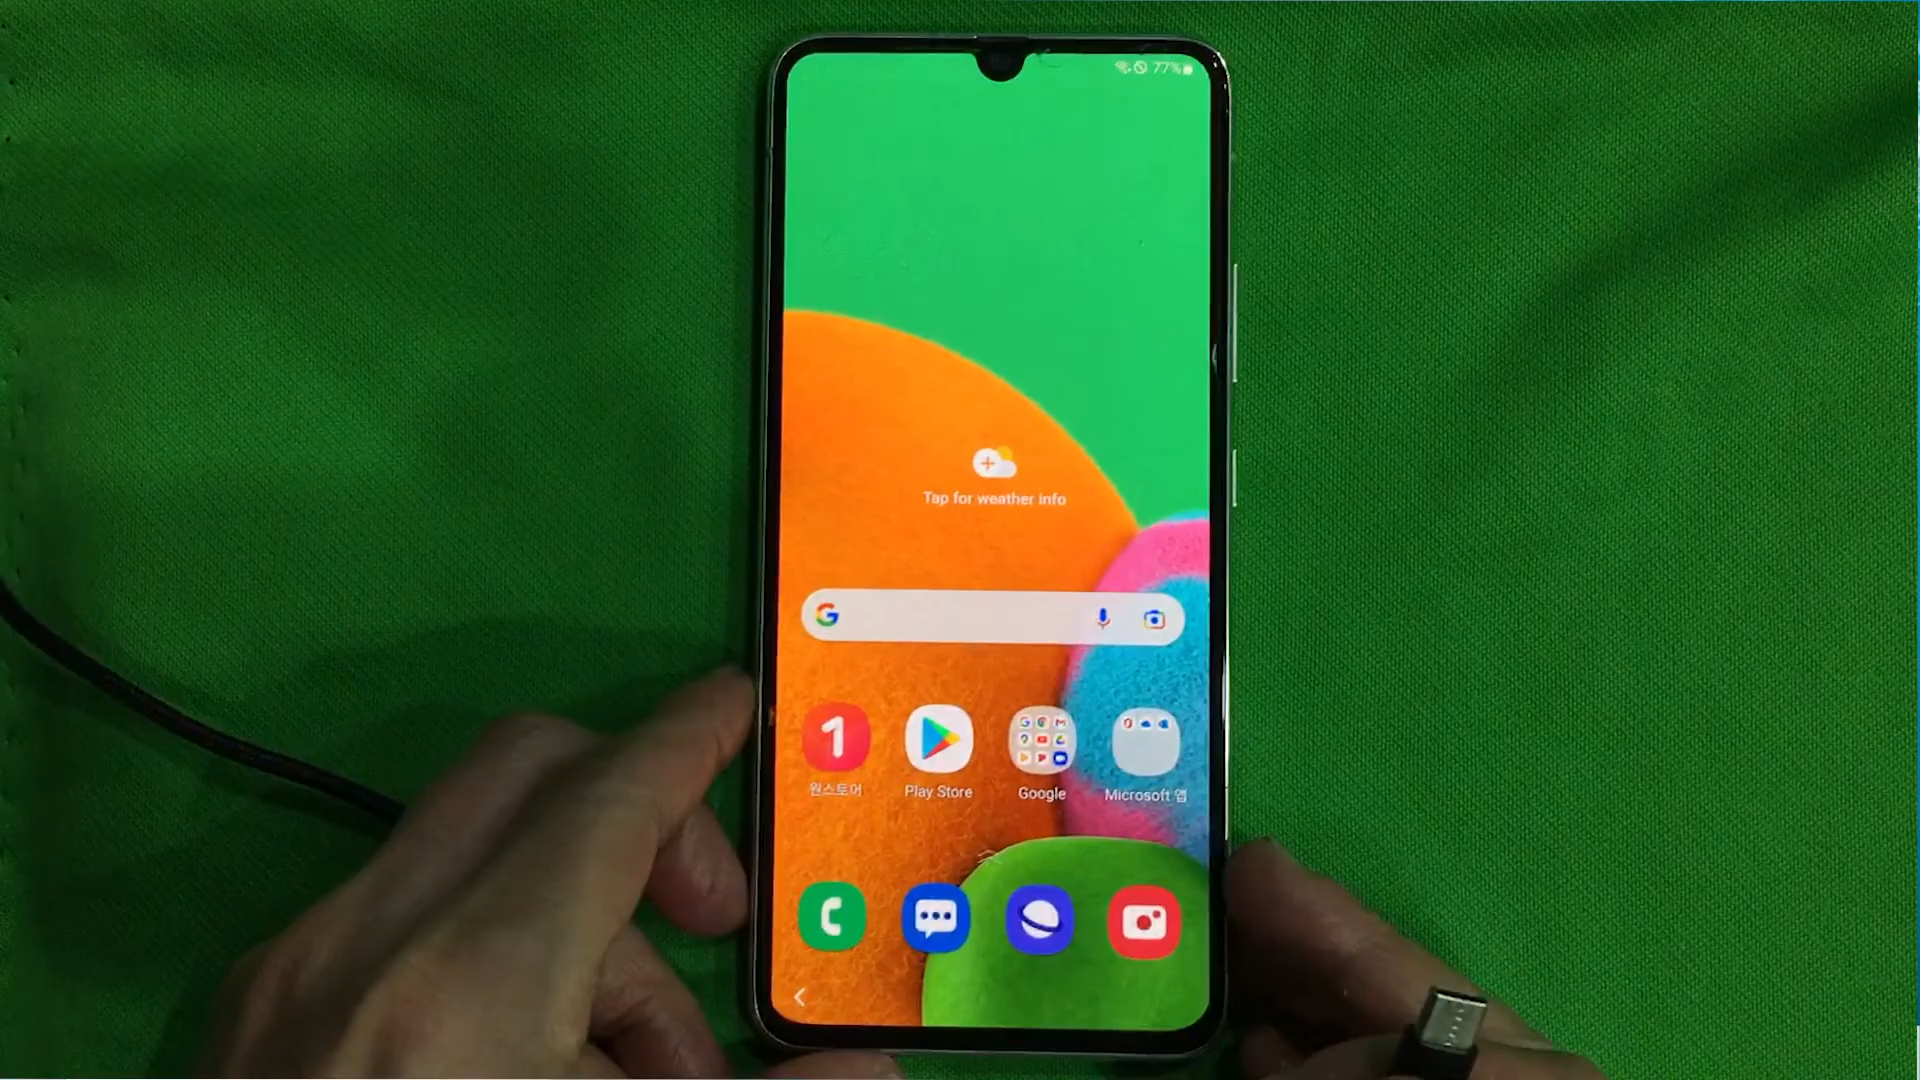 77%
Tap for weather info
원스토어
Play Store
Google
Microsoft 앱